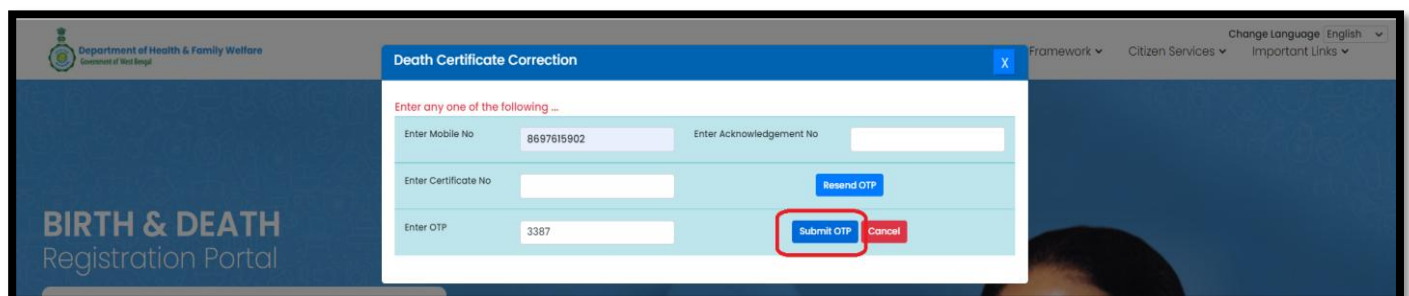 Change Language English
Department of Health & Family Welfare
Government of West Bengal
Framework Citizen Services Important Links
Death Certificate Correction X
Enter any one of the following ...
Enter Mobile No 8697615902 Enter Acknowledgement No
Enter Certificate No Resend OTP
Enter OTP 3387 Submit OTP Cancel
BIRTH & DEATH
Registration Portal